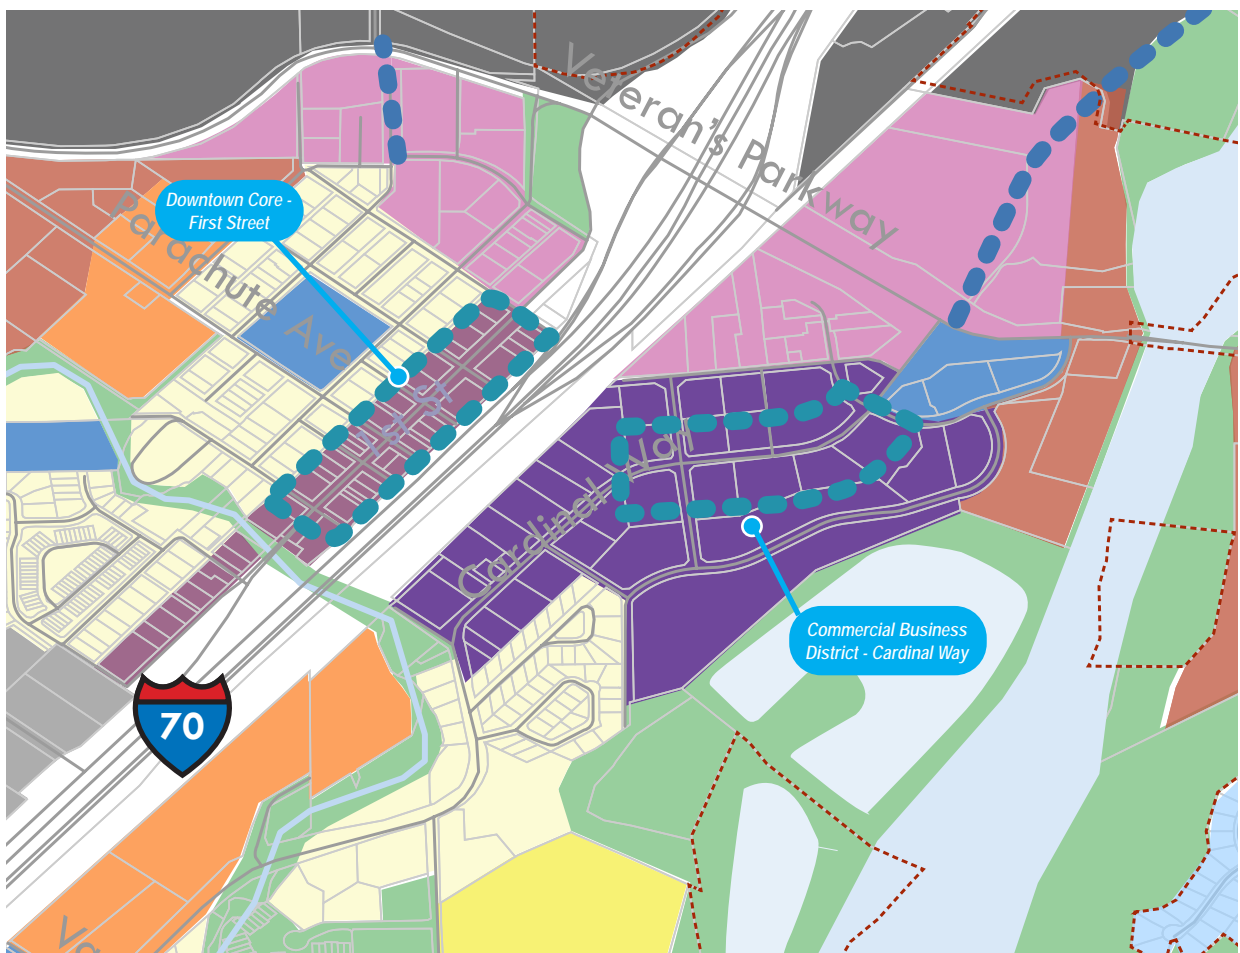 Veteran's Parkway
Downtown Core -
First Street
Parachute Ave
1st St
Cardinal Way
Commercial Business
District - Cardinal Way
70